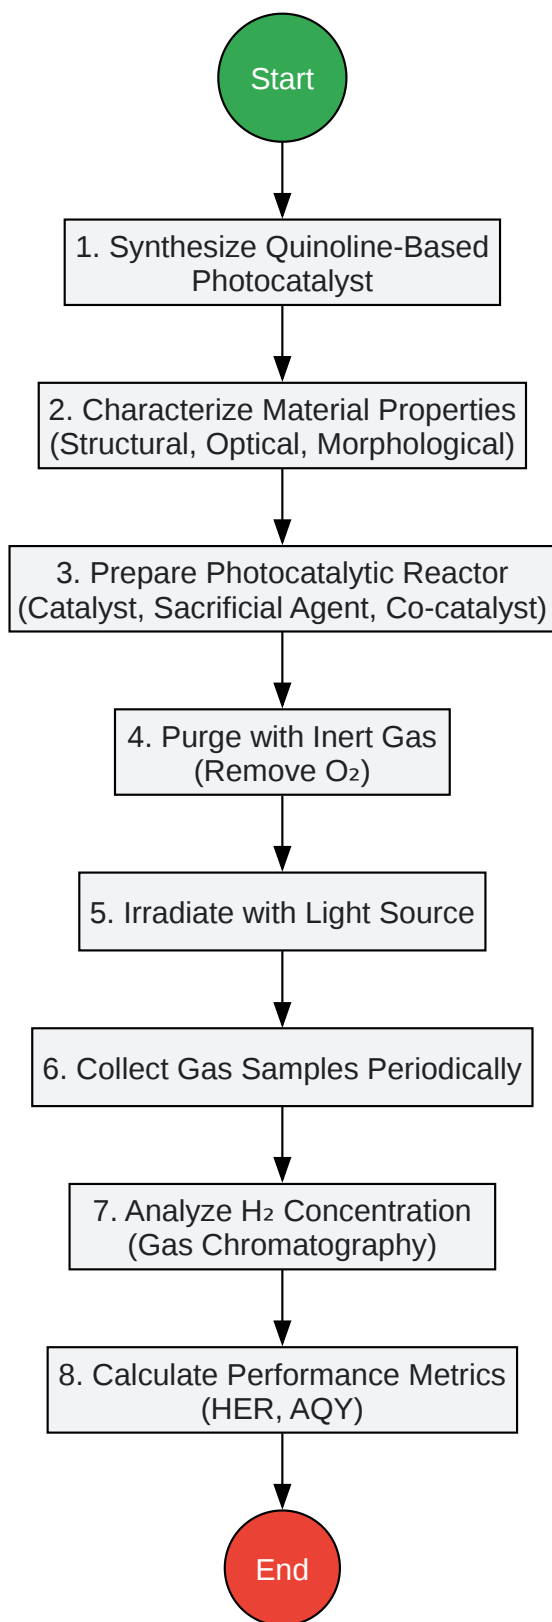 Start
1. Synthesize Quinoline-Based
Photocatalyst
2. Characterize Material Properties
(Structural, Optical, Morphological)
3. Prepare Photocatalytic Reactor
(Catalyst, Sacrificial Agent, Co-catalyst)
4. Purge with Inert Gas
(Remove O₂)
5. Irradiate with Light Source
6. Collect Gas Samples Periodically
7. Analyze H₂ Concentration
(Gas Chromatography)
8. Calculate Performance Metrics
(HER, AQY)
End